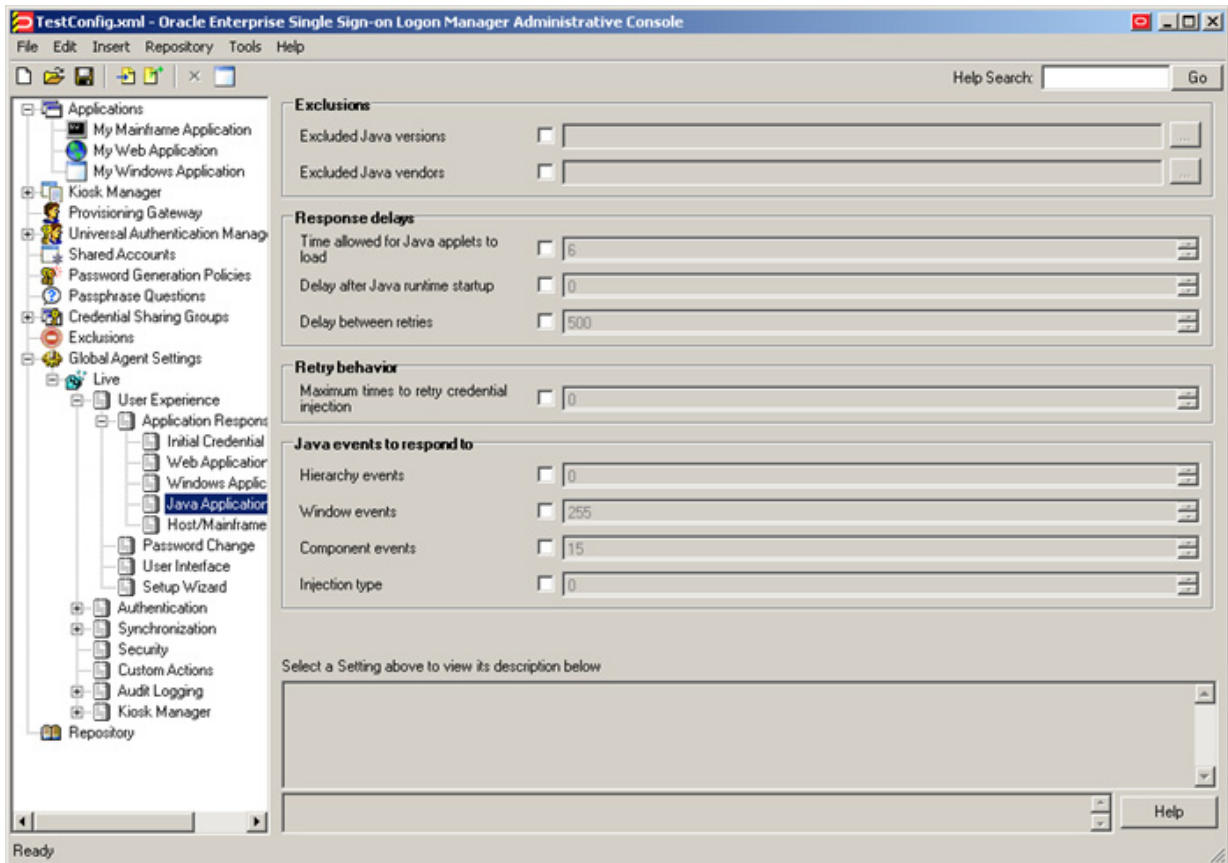 TestConfig.xml - Oracle Enterprise Single Sign-on Logon Manager Administrative Console
File Edit Insert Repository Tools Help
Help Search: Go
Applications
My Mainframe Application
My Web Application
My Windows Application
Kiosk Manager
Provisioning Gateway
Universal Authentication Manag
Shared Accounts
Password Generation Policies
Passphrase Questions
Credential Sharing Groups
Exclusions
Global Agent Settings
Live
User Experience
Application Respons
Initial Credential
Web Application
Windows Applic
Java Application
Host/Mainframe
Password Change
User Interface
Setup Wizard
Authentication
Synchronization
Security
Custom Actions
Audit Logging
Kiosk Manager
Repository
Exclusions
Excluded Java versions ...
Excluded Java vendors ...
Response delays
Time allowed for Java applets to
load
6
Delay after Java runtime startup 0
Delay between retries 500
Retry behavior
Maximum times to retry credential
injection
0
Java events to respond to
Hierarchy events 0
Window events 255
Component events 15
Injection type 0
Select a Setting above to view its description below
Help
Ready